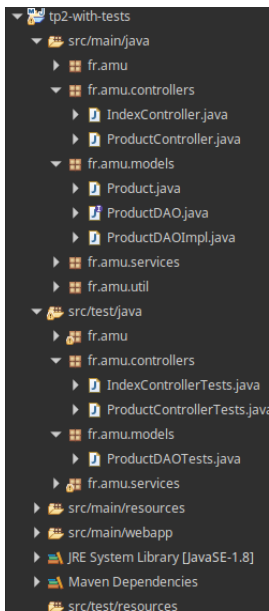 tp2-with-tests
src/main/java
fr.amu
fr.amu.controllers
IndexController.java
ProductController.java
fr.amu.models
Product.java
ProductDAO.java
ProductDAOImpl.java
fr.amu.services
fr.amu.util
src/test/java
fr.amu
fr.amu.controllers
IndexControllerTests.java
ProductControllerTests.java
fr.amu.models
ProductDAOTests.java
fr.amu.services
src/main/resources
src/main/webapp
JRE System Library [JavaSE-1.8]
Maven Dependencies
src/test/resources